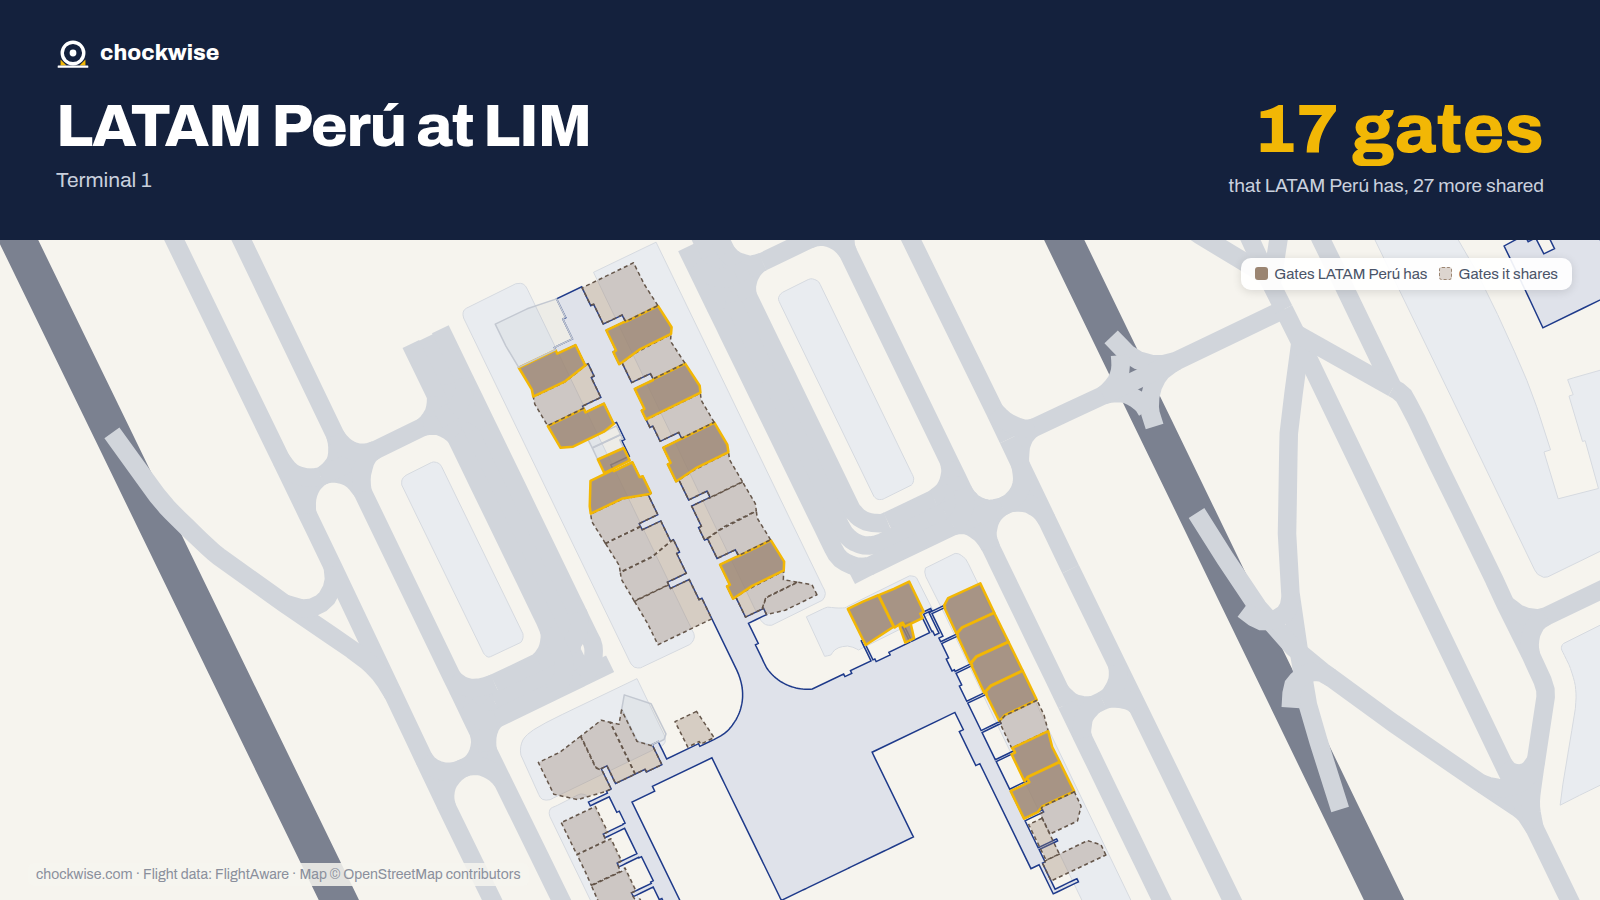 chockwise
LATAM Perú at LIM
Terminal 1
17 gates
that LATAM Perú has, 27 more shared
Gates LATAM Perú has
Gates it shares
chockwise.com · Flight data: FlightAware · Map © OpenStreetMap contributors